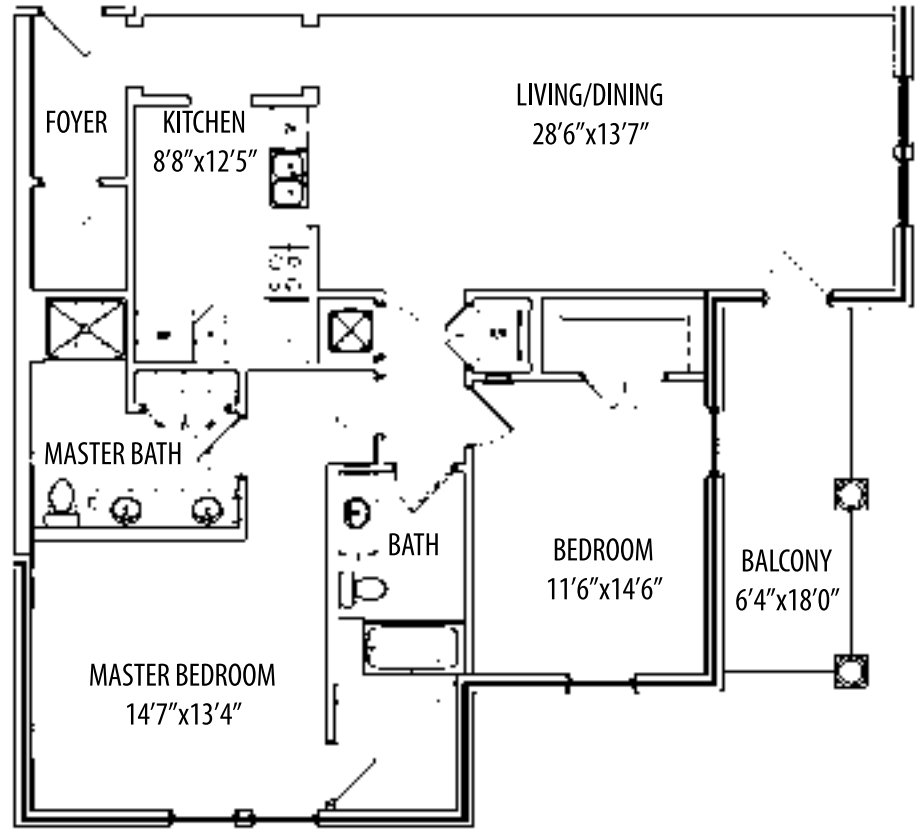 FOYER
KITCHEN
8'8"x12'5"
LIVING/DINING
28'6"x13'7"
MASTER BATH
BATH
BEDROOM
11'6"x14'6"
BALCONY
6'4"x18'0"
MASTER BEDROOM
14'7"x13'4"